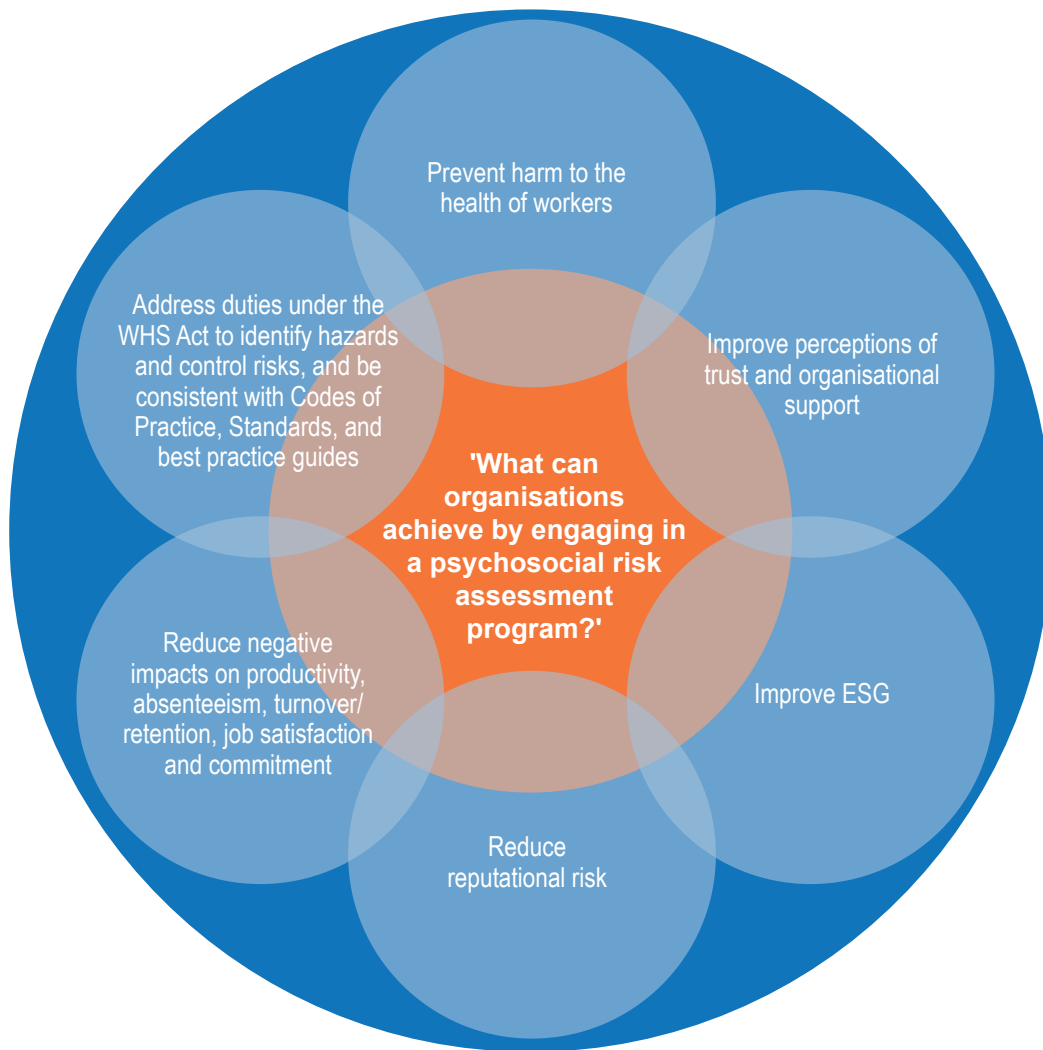 Prevent harm to the
health of workers
Address duties under the
WHS Act to identify hazards
and control risks, and be
consistent with Codes of
Practice, Standards, and
best practice guides
Improve perceptions of
trust and organisational
support
'What can
organisations
achieve by engaging in
a psychosocial risk
assessment
program?'
Reduce negative
impacts on productivity,
absenteeism, turnover/
retention, job satisfaction
and commitment
Improve ESG
Reduce
reputational risk